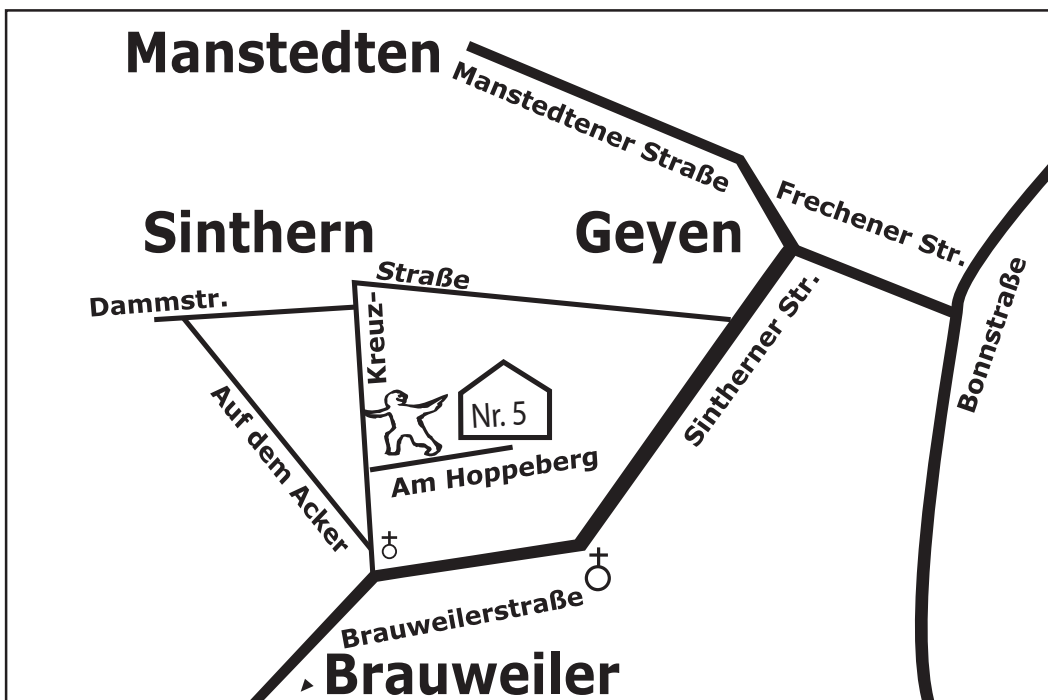 Manstedten
Manstedtener Straße
Frechener Str.
Sinthern
Geyen
Straße
Dammstr.
Kreuz-
Sintherner Str.
Bonnstraße
Auf dem Acker
Nr. 5
Am Hoppeberg
Brauweilerstraße
Brauweiler